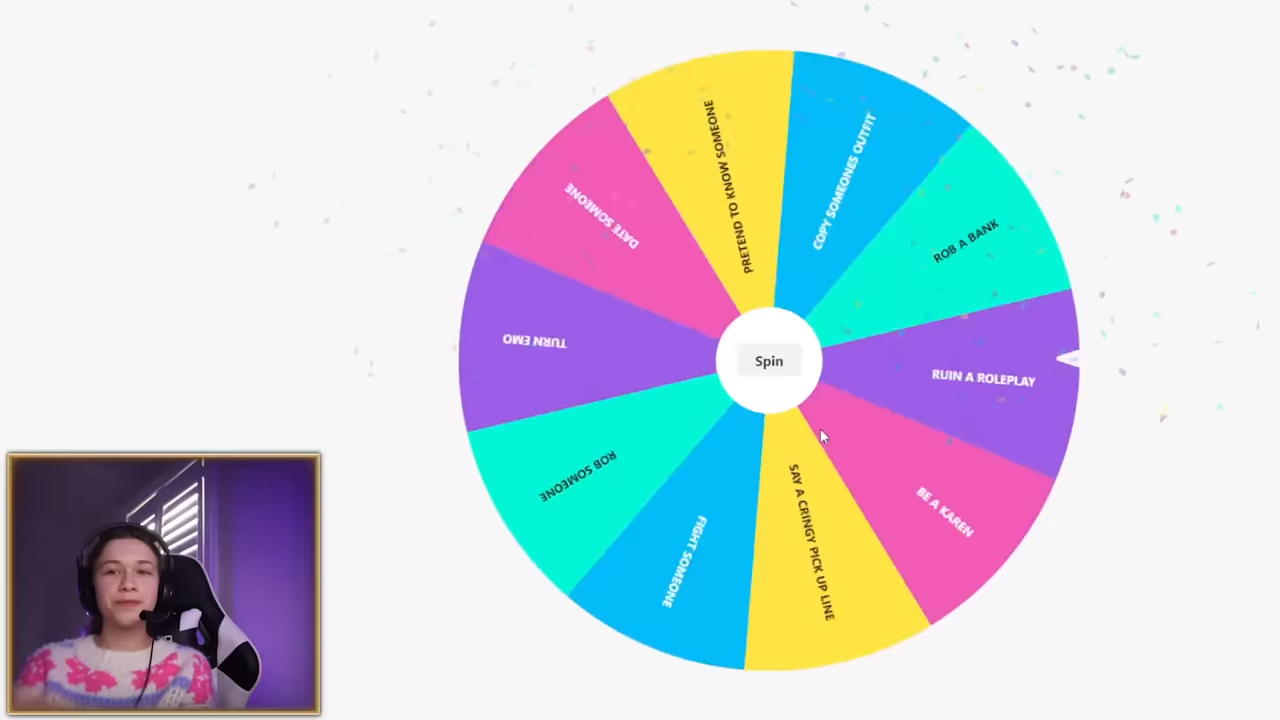 PRETEND TO KNOW SOMEONE
COPY SOMEONES OUTFIT
DATE SOMEONE
ROB A BANK
TURN EMO
Spin
RUIN A ROLEPLAY
ROB SOMEONE
BE A KAREN
FIGHT SOMEONE
SAY A CRINGY PICK UP LINE